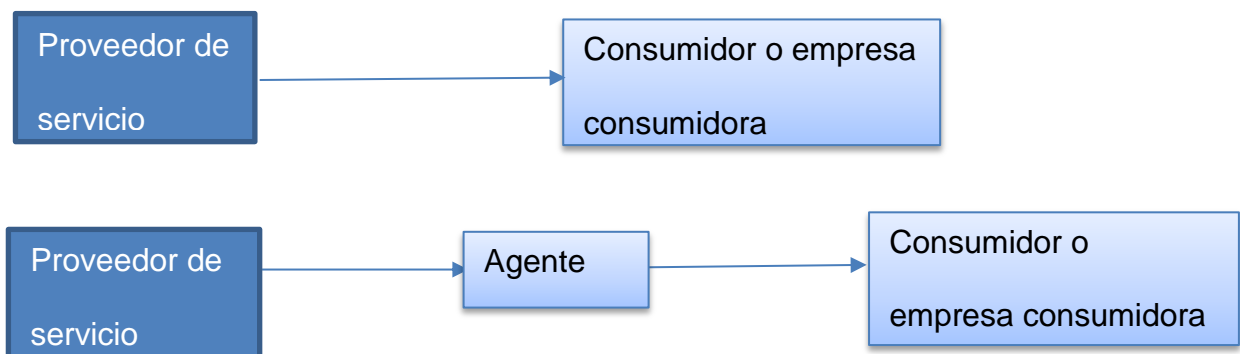 Proveedor de
servicio
Consumidor o empresa
consumidora
Proveedor de
servicio
Agente
Consumidor o
empresa consumidora